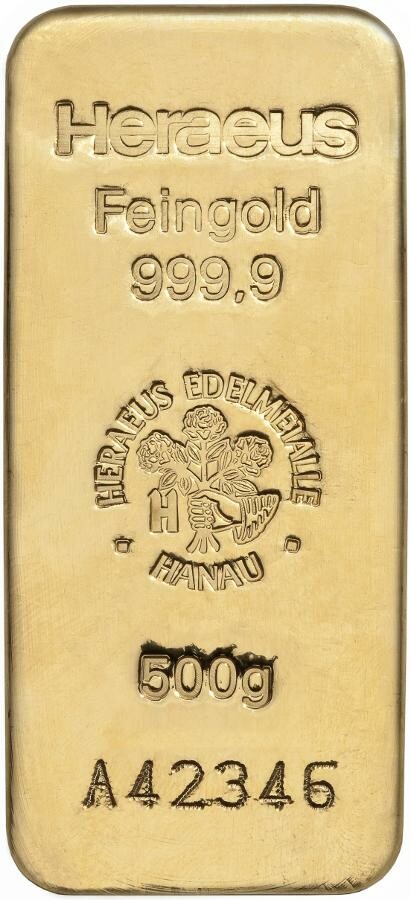 Heraeus
Feingold
999,9
HERAEUS EDELMETALLE
H
HANAU
500g
A42346